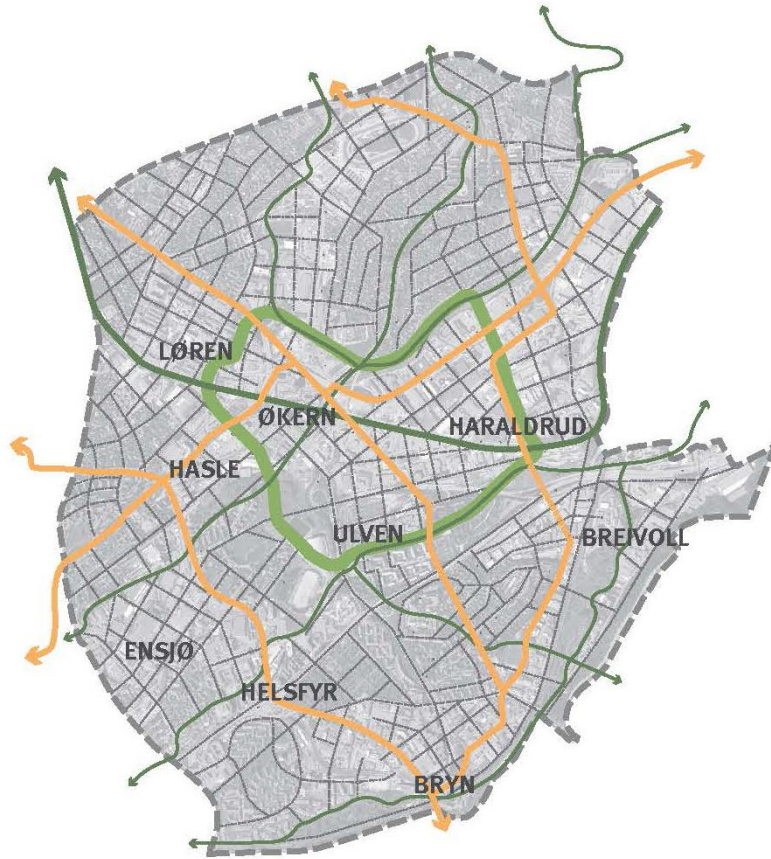 LØREN
ØKERN
HARALDRUD
HASLE
ULVEN
BREIVOLL
ENSJØ
HELSFYR
BRYN